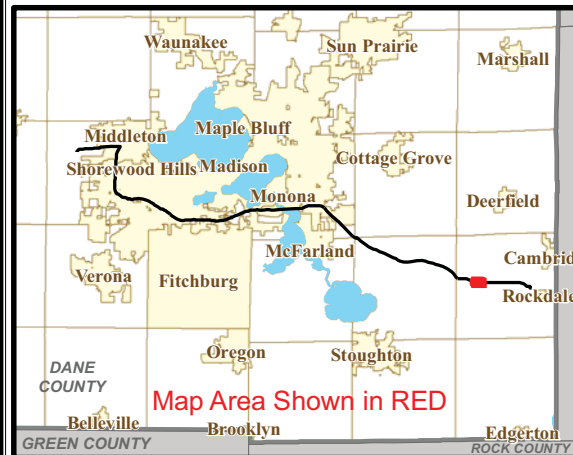 Waunakee
Sun Prairie
Marshall
Middleton
Maple Bluff
Shorewood Hills
Madison
Cottage Grove
Monona
Deerfield
McFarland
Cambrid
Verona
Fitchburg
Rockdale
Oregon
Stoughton
DANE
COUNTY
Map Area Shown in RED
Belleville
Brooklyn
Edgerton
GREEN COUNTY
ROCK COUNTY